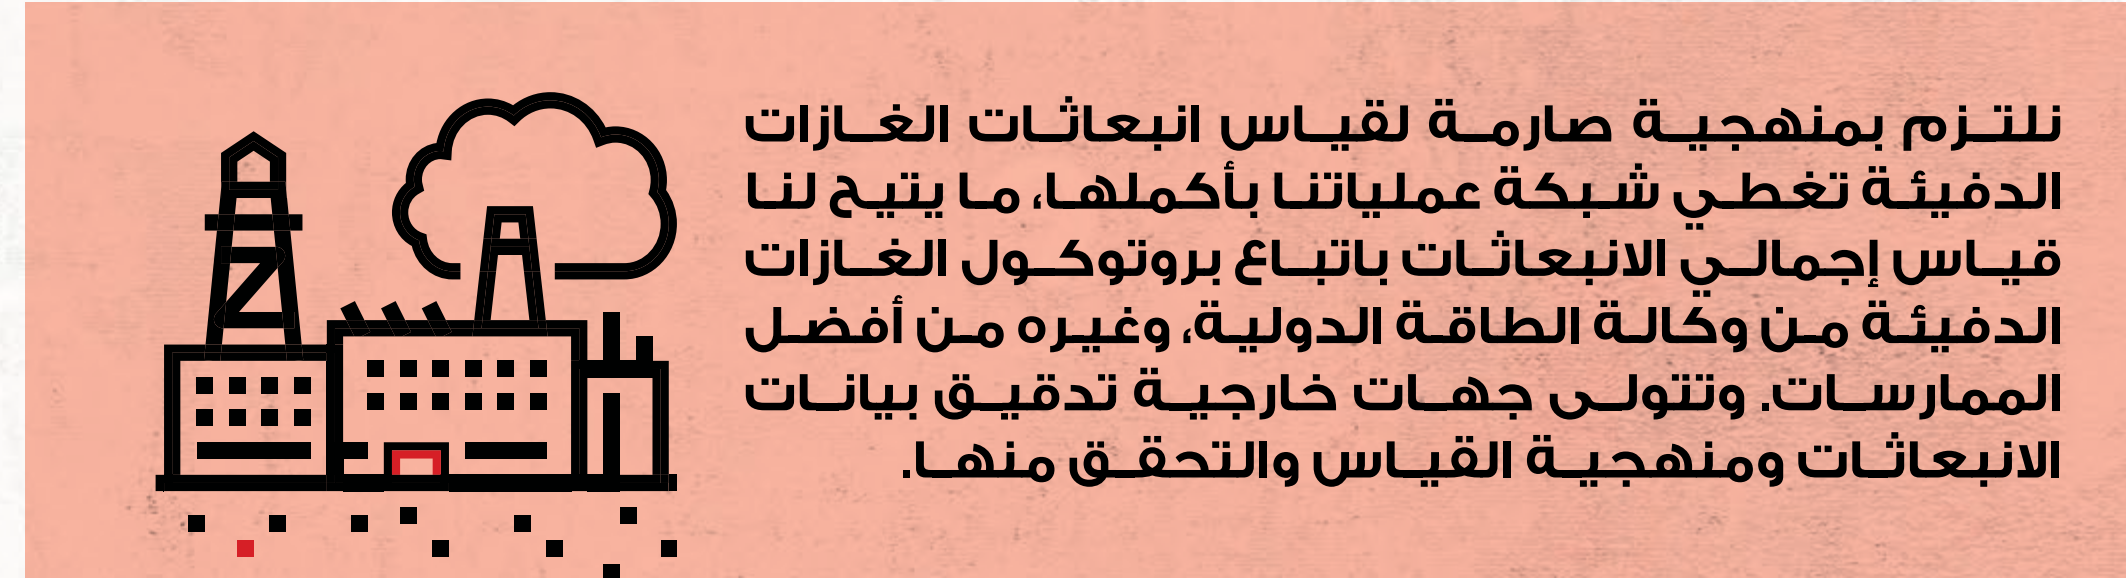 نلتزم بمنهجية صارمة لقياس انبعاثات الغازات
الدفيئة تغطي شبكة عملياتنا بأكملها، ما يتيح لنا
قياس إجمالي الانبعاثات باتباع بروتوكول الغازات
الدفيئة من وكالة الطاقة الدولية، وغيره من أفضل
الممارسات. وتتولى جهات خارجية تدقيق بيانات
الانبعاثات ومنهجية القياس والتحقق منها.